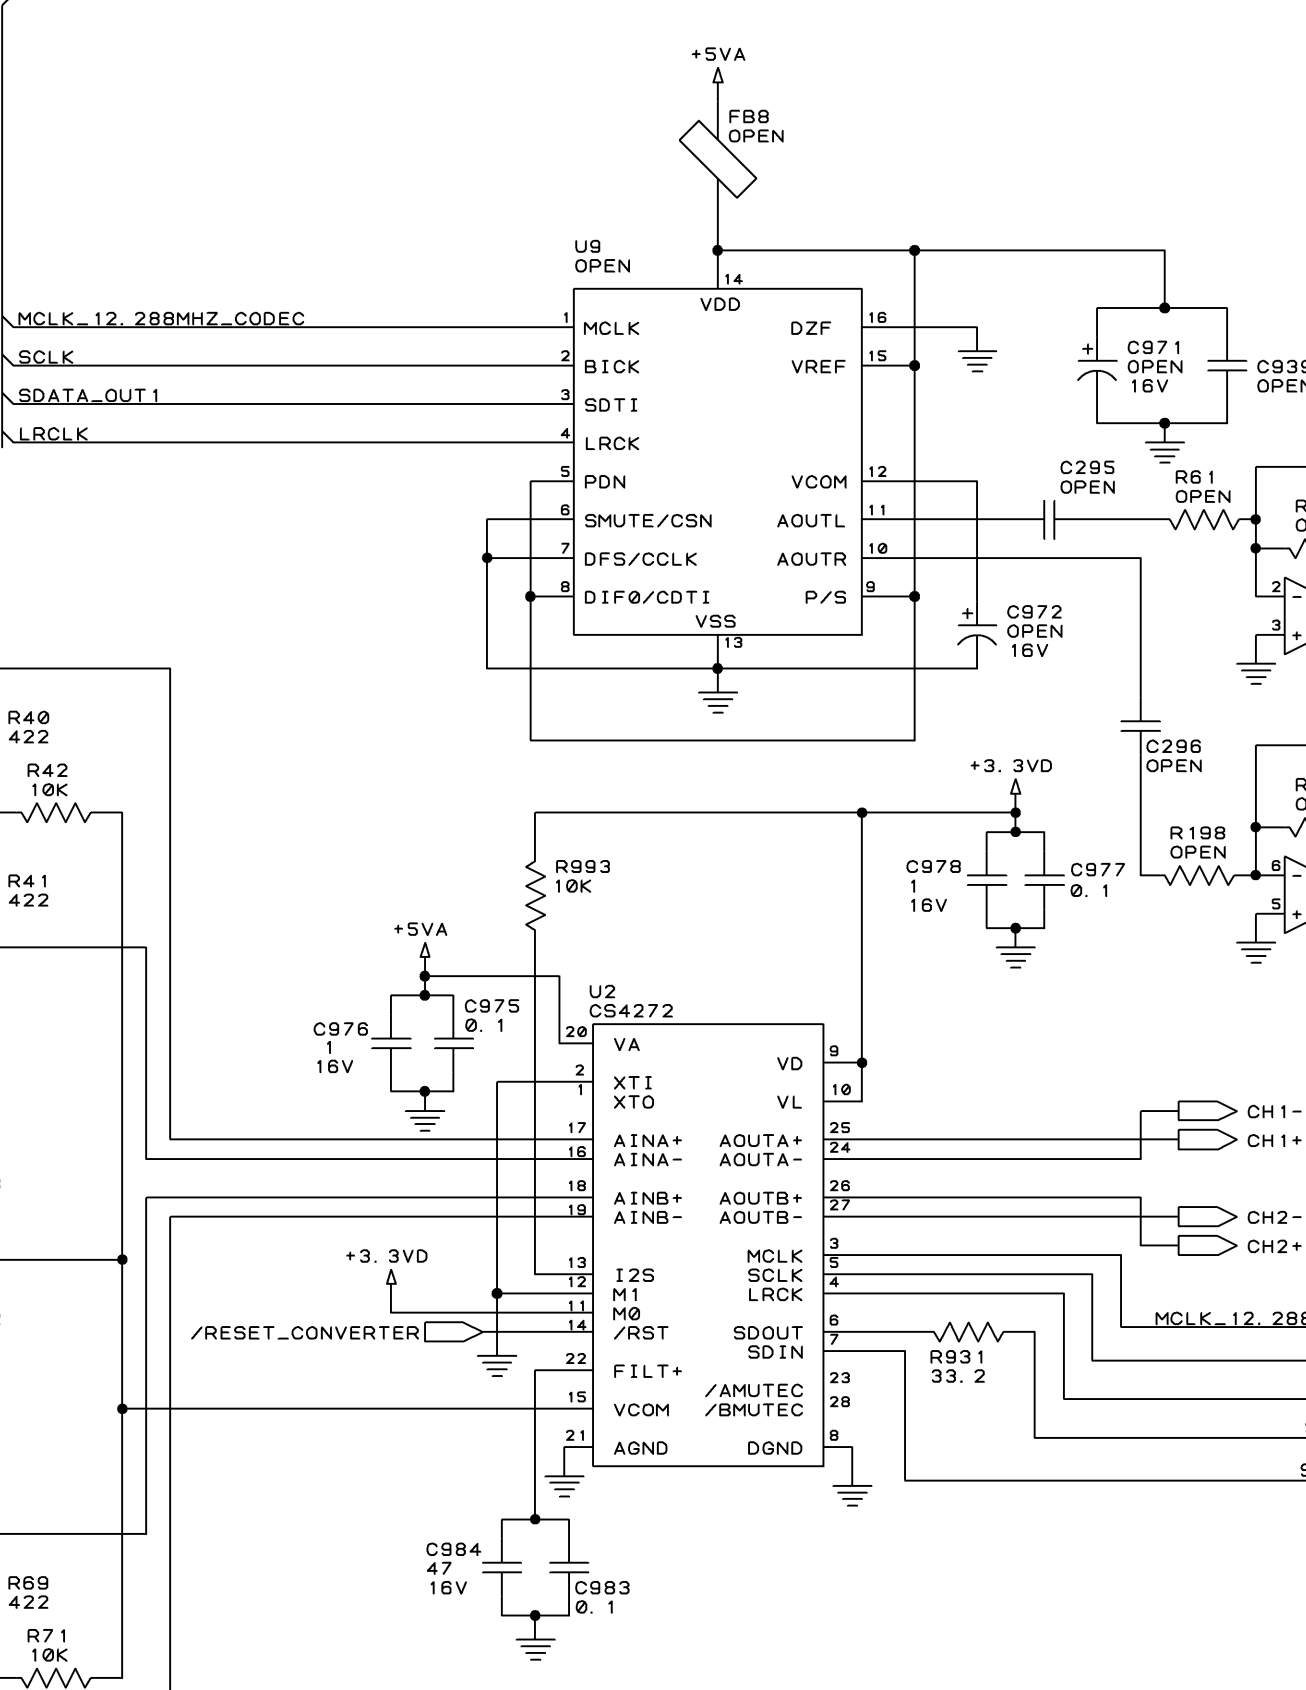 +5VA
FB8
OPEN
U9
OPEN
14
VDD
MCLK_12.288MHZ_CODEC
1
MCLK
DZF
16
SCLK
2
BICK
VREF
15
SDATA_OUT1
3
SDTI
LRCLK
4
LRCK
+
C971
OPEN
16V
C939
OPEN
5
PDN
VCOM
12
6
SMUTE/CSN
AOUTL
11
7
DFS/CCLK
AOUTR
10
8
DIF0/CDTI
P/S
9
VSS
13
C295
OPEN
R61
OPEN
2
-
3
+
+
C972
OPEN
16V
R40
422
R42
10K
R41
422
C296
OPEN
+3.3VD
R198
OPEN
6
-
5
+
R993
10K
C978
1
16V
C977
0.1
+5VA
C976
1
16V
C975
0.1
U2
CS4272
20
VA
VD
9
2
XTI
1
XTO
VL
10
17
AINA+
AOUTA+
25
16
AINA-
AOUTA-
24
CH1-
CH1+
18
AINB+
AOUTB+
26
19
AINB-
AOUTB-
27
CH2-
CH2+
+3.3VD
MCLK
3
13
I2S
SCLK
5
12
M1
LRCK
4
11
M0
MCLK_12.288
/RESET_CONVERTER
14
/RST
SDOUT
6
SDIN
7
R931
33.2
22
FILT+
/AMUTEC
23
15
VCOM
/BMUTEC
28
21
AGND
DGND
8
C984
47
16V
C983
0.1
R69
422
R71
10K